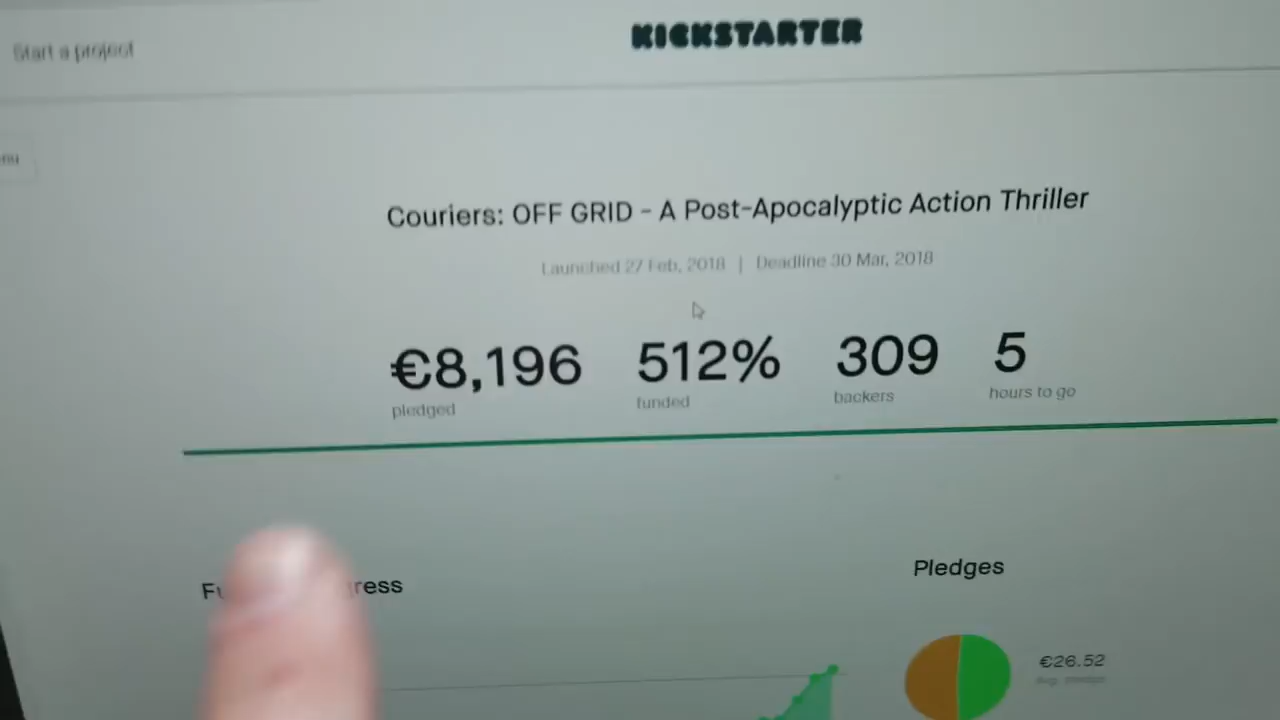 Start a project
KICKSTARTER
Couriers: OFF GRID - A Post-Apocalyptic Action Thriller
Launched 27 Feb, 2018 | Deadline 30 Mar, 2018
€8,196 512% 309 5
pledged funded backers hours to go
Pledges
€26.52